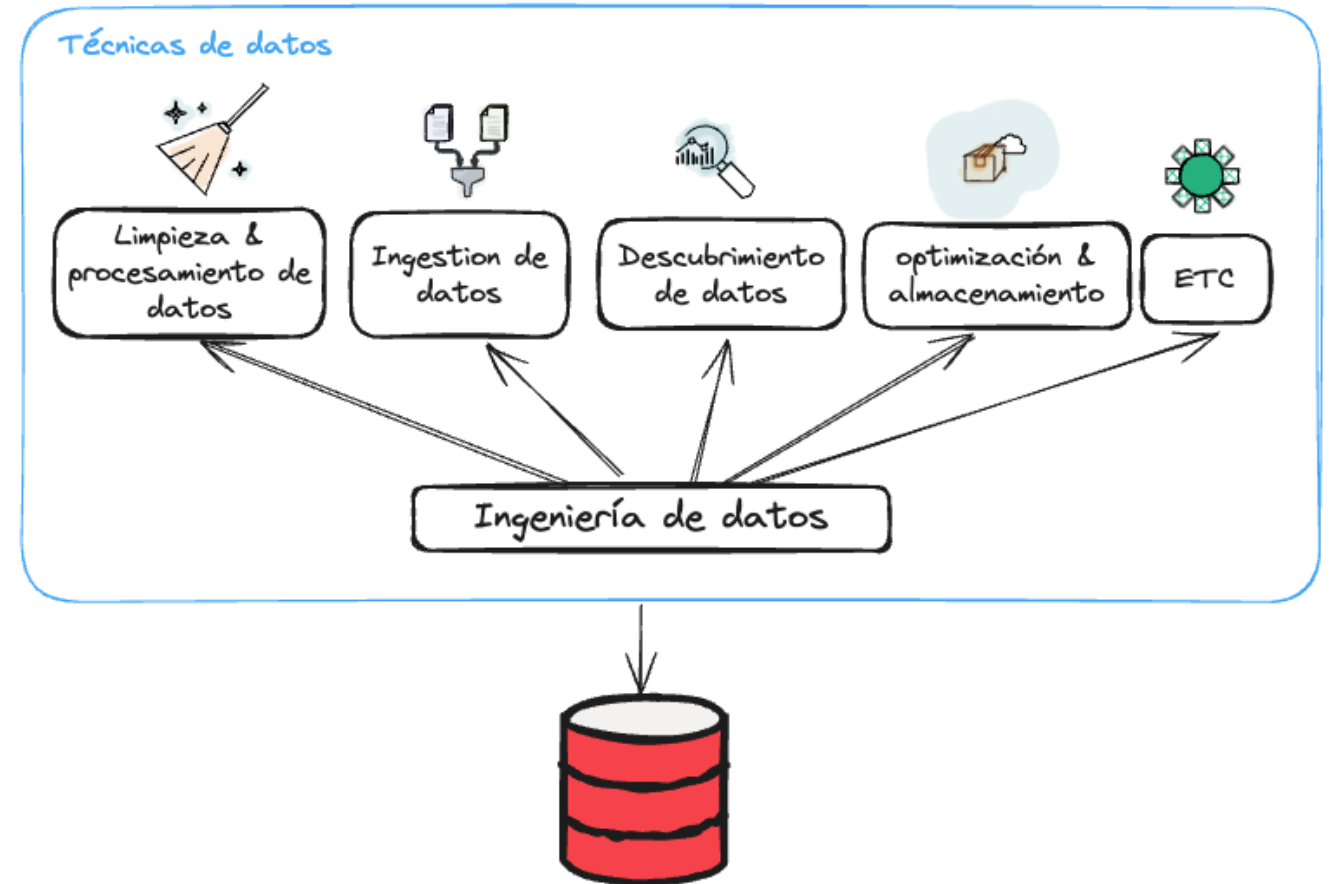 Técnicas de datos
Limpieza &
procesamiento de
datos
Ingestion de
datos
Descubrimiento
de datos
optimización &
almacenamiento
ETC
Ingeniería de datos